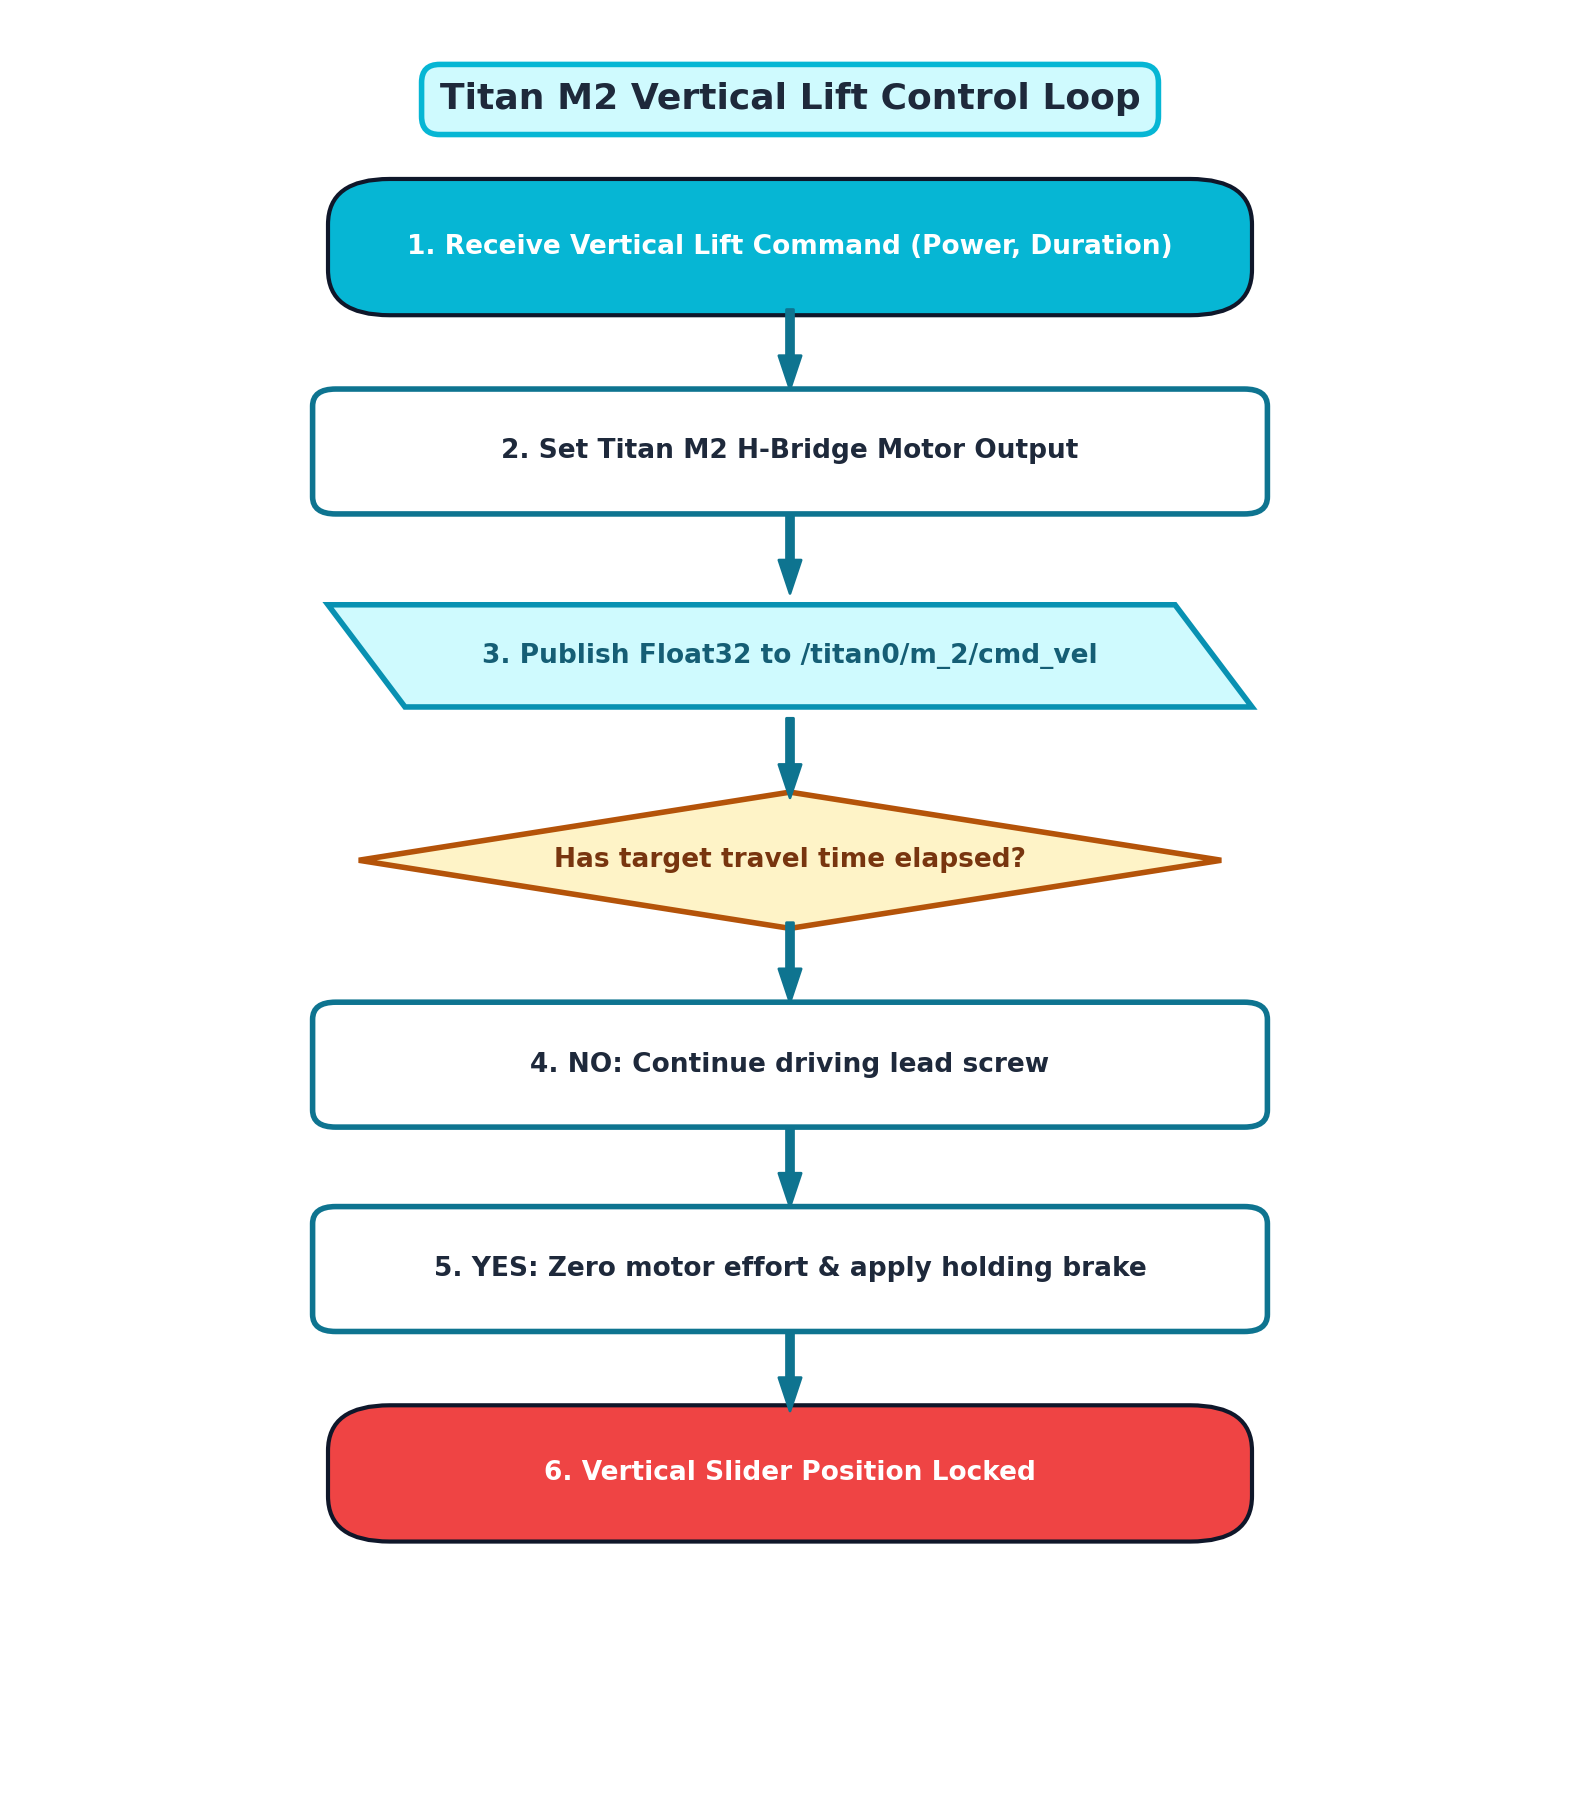 Titan M2 Vertical Lift Control Loop
1. Receive Vertical Lift Command (Power, Duration)
2. Set Titan M2 H-Bridge Motor Output
3. Publish Float32 to /titan0/m_2/cmd_vel
Has target travel time elapsed?
4. NO: Continue driving lead screw
5. YES: Zero motor effort & apply holding brake
6. Vertical Slider Position Locked